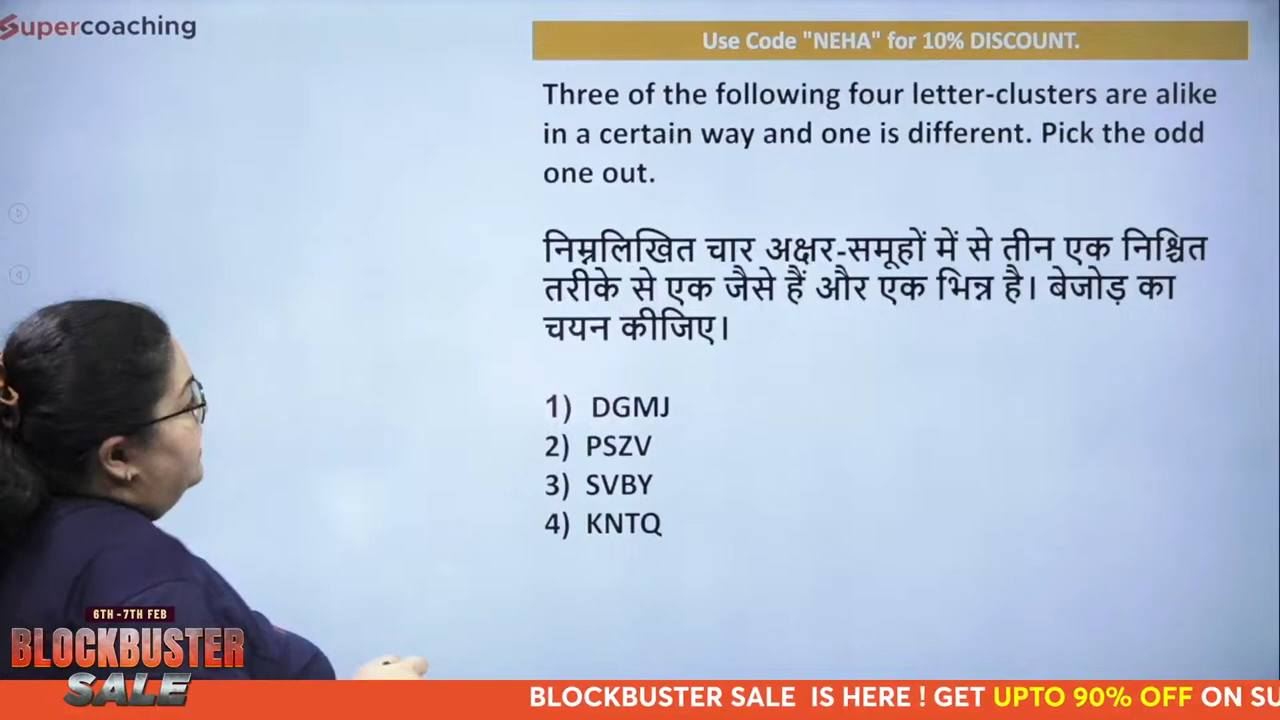 Supercoaching
Use Code "NEHA" for 10% DISCOUNT.
Three of the following four letter-clusters are alike
in a certain way and one is different. Pick the odd
one out.
निम्नलिखित चार अक्षर-समूहों में से तीन एक निश्चित
तरीके से एक जैसे हैं और एक भिन्न है। बेजोड़ का
चयन कीजिए।
1) DGMJ
2) PSZV
3) SVBY
4) KNTQ
6TH -7TH FEB
BLOCKBUSTER
SALE
BLOCKBUSTER SALE IS HERE ! GET UPTO 90% OFF ON SU